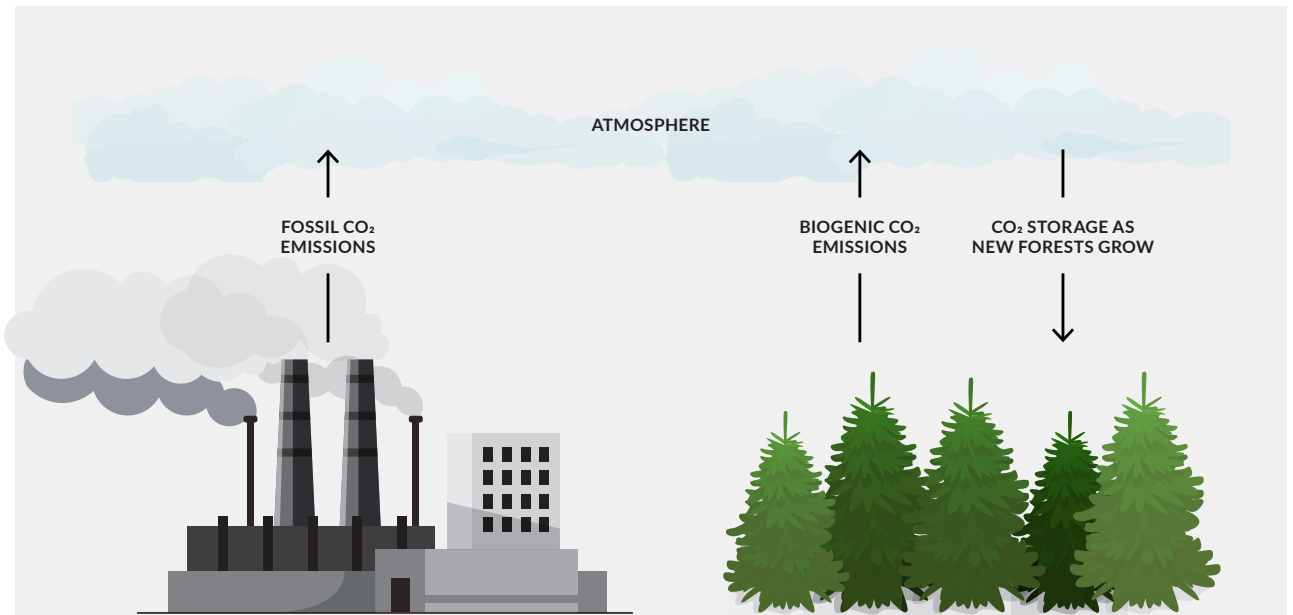 ATMOSPHERE
FOSSIL CO₂
EMISSIONS
BIOGENIC CO₂
EMISSIONS
CO₂ STORAGE AS
NEW FORESTS GROW